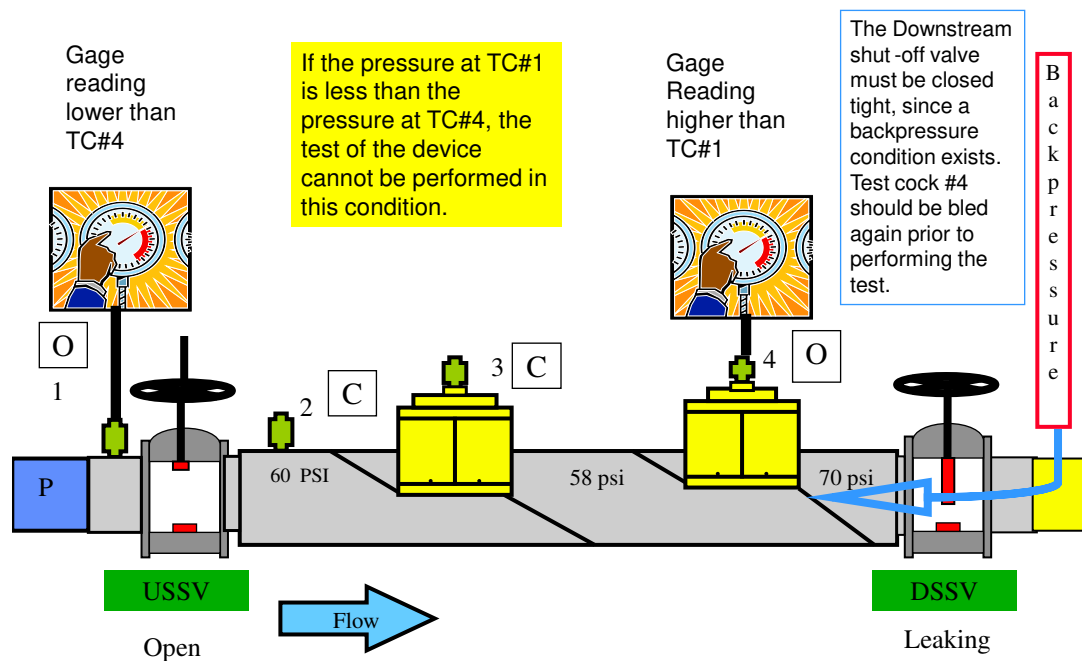 Gage
reading
lower than
TC#4
If the pressure at TC#1
is less than the
pressure at TC#4, the
test of the device
cannot be performed in
this condition.
Gage
Reading
higher than
TC#1
The Downstream
shut -off valve
must be closed
tight, since a
backpressure
condition exists.
Test cock #4
should be bled
again prior to
performing the
test.
B
a
c
k
p
r
e
s
s
u
r
e
O
1
2
C
3
C
4
O
P
60 PSI
58 psi
70 psi
USSV
Open
Flow
DSSV
Leaking